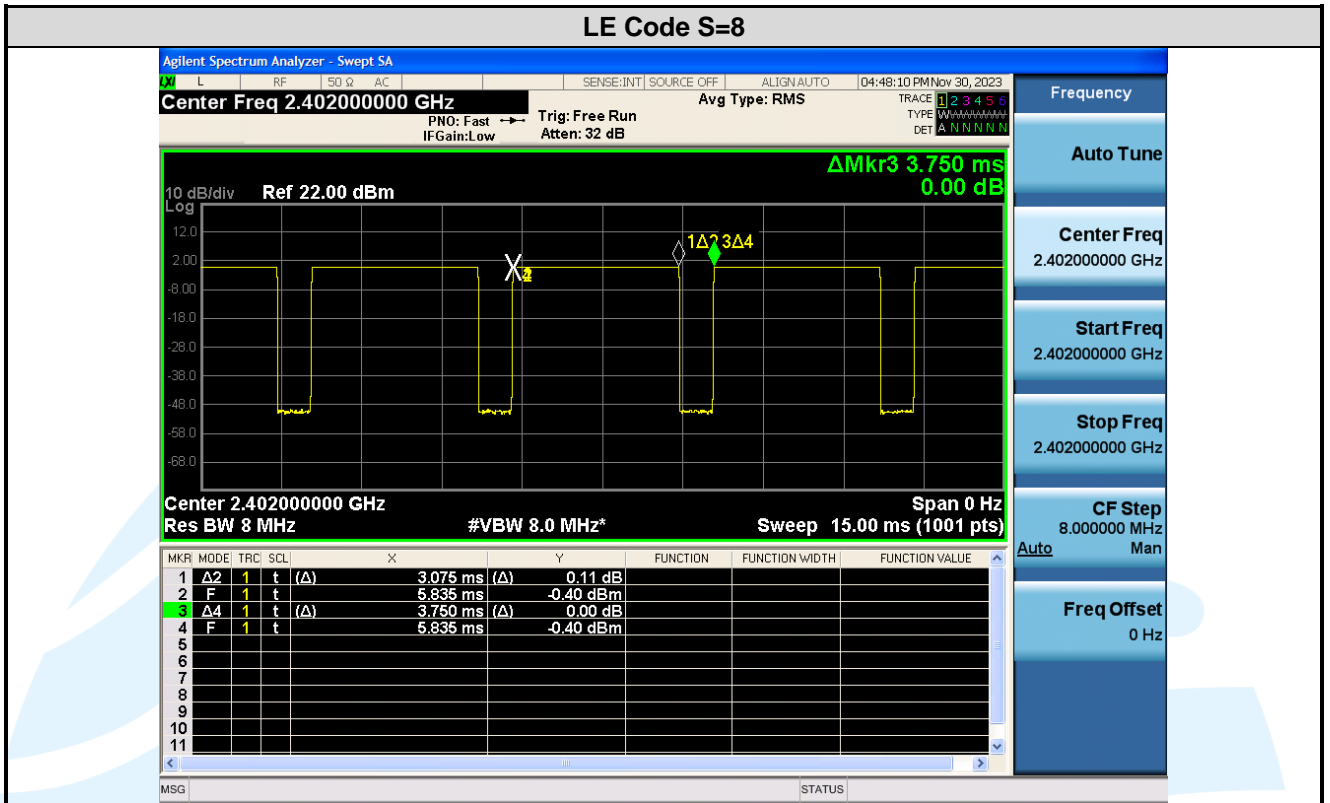 LE Code S=8
Agilent Spectrum Analyzer - Swept SA
L RF 50 Ω AC SENSE:INT SOURCE OFF ALIGN AUTO 04:48:10 PM Nov 30, 2023
Center Freq 2.402000000 GHz
PNO: Fast
IFGain:Low
Trig: Free Run
Atten: 32 dB
Avg Type: RMS
TRACE 1 2 3 4 5 6
TYPE
DET A N N N N N
ΔMkr3 3.750 ms
0.00 dB
10 dB/div Ref 22.00 dBm
Log
12.0
2.00
-8.00
-18.0
-28.0
-38.0
-48.0
-58.0
-68.0
1Δ2 3Δ4
Center 2.402000000 GHz Span 0 Hz
Res BW 8 MHz #VBW 8.0 MHz* Sweep 15.00 ms (1001 pts)
MKR MODE TRC SCL X Y FUNCTION FUNCTION WIDTH FUNCTION VALUE
1 Δ2 1 t (Δ) 3.075 ms (Δ) 0.11 dB
2 F 1 t 5.835 ms -0.40 dBm
3 Δ4 1 t (Δ) 3.750 ms (Δ) 0.00 dB
4 F 1 t 5.835 ms -0.40 dBm
5
6
7
8
9
10
11
MSG STATUS
Frequency
Auto Tune
Center Freq
2.402000000 GHz
Start Freq
2.402000000 GHz
Stop Freq
2.402000000 GHz
CF Step
8.000000 MHz
Auto Man
Freq Offset
0 Hz